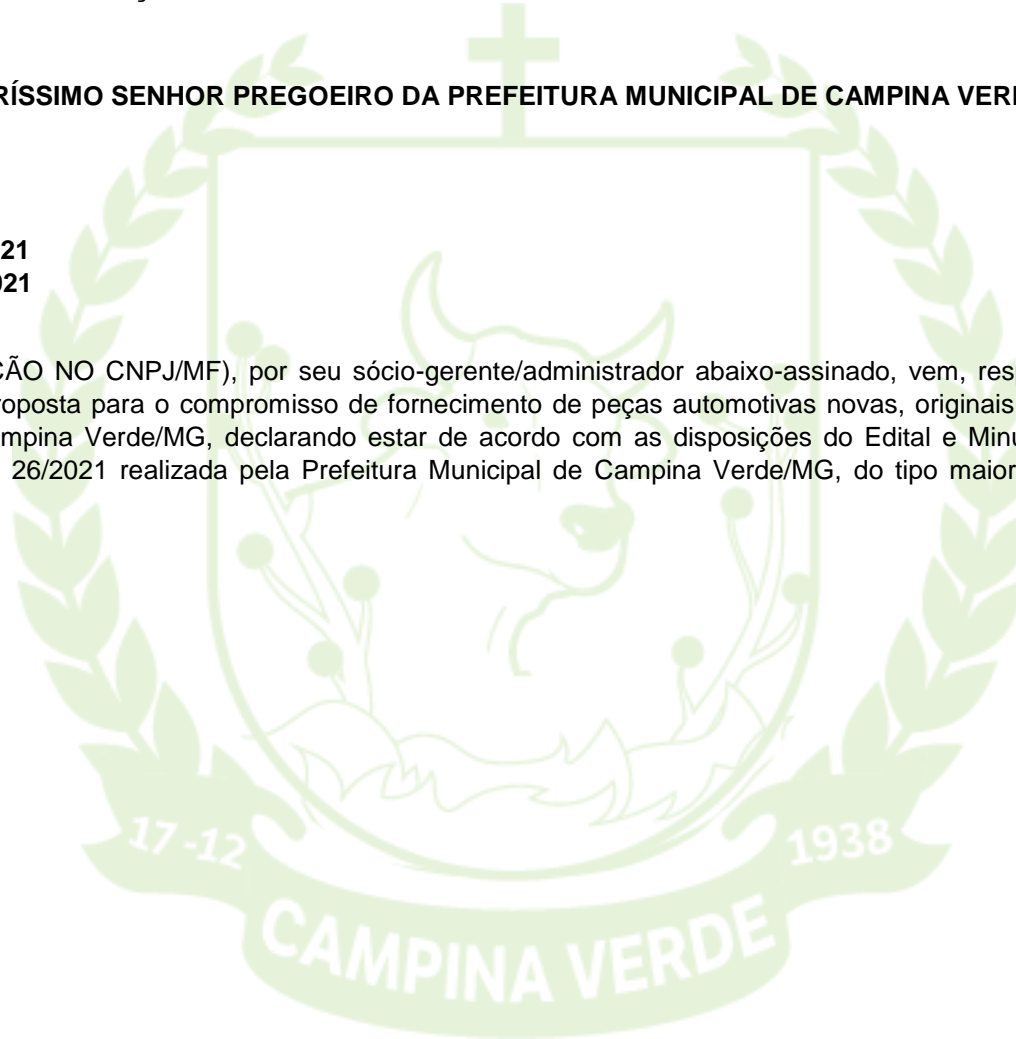 RÍSSIMO SENHOR PREGOEIRO DA PREFEITURA MUNICIPAL DE CAMPINA VERD
21
021
ÇÃO NO CNPJ/MF), por seu sócio-gerente/administrador abaixo-assinado, vem, res
roposta para o compromisso de fornecimento de peças automotivas novas, originais
mpina Verde/MG, declarando estar de acordo com as disposições do Edital e Minu
26/2021 realizada pela Prefeitura Municipal de Campina Verde/MG, do tipo maior
17-12
1938
CAMPINA VERDE